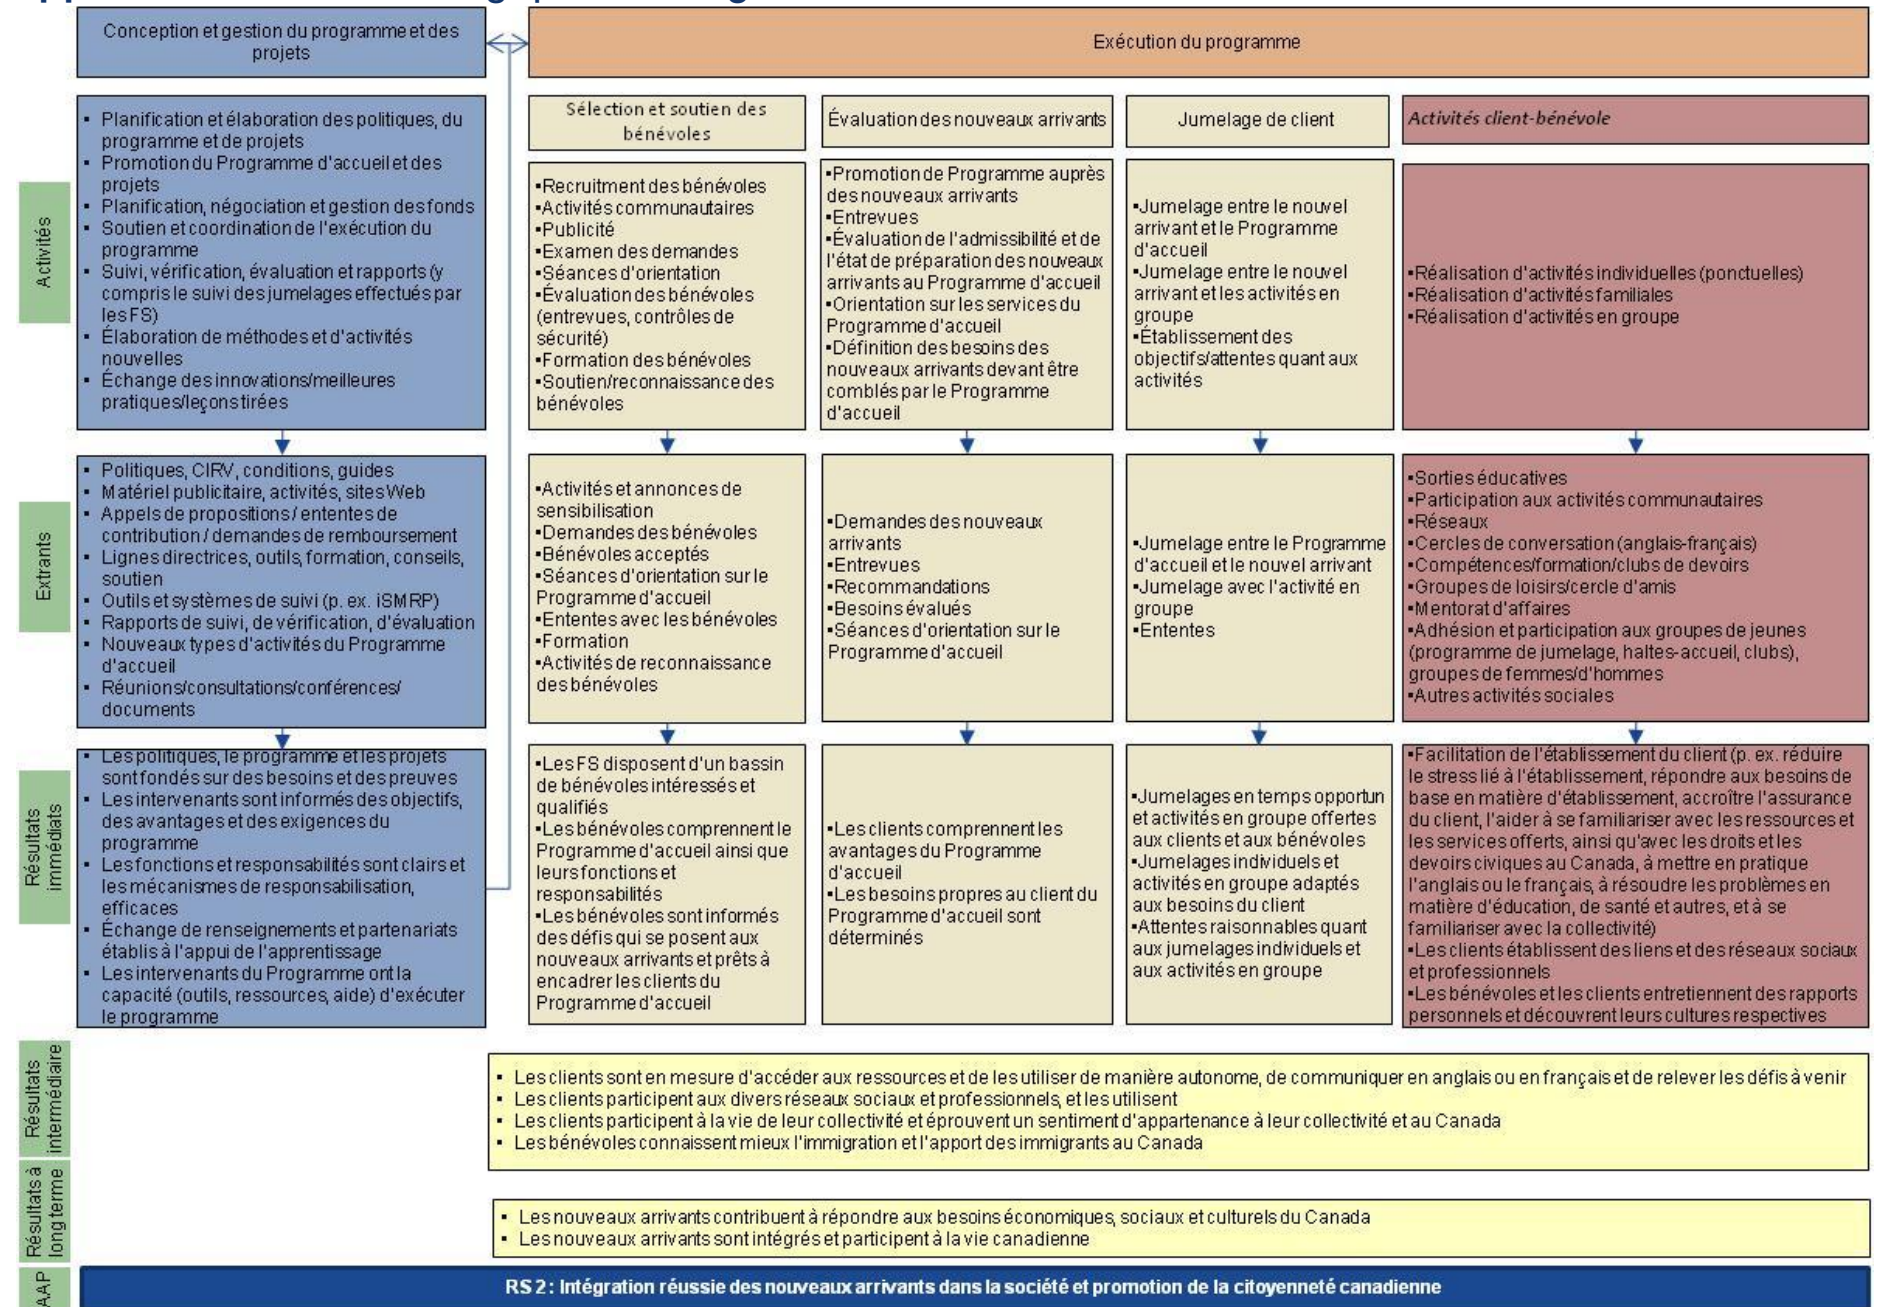 Conception et gestion du programme et des
projets
Exécution du programme
Activités
▪ Planification et élaboration des politiques, du
programme et de projets
▪ Promotion du Programme d'accueil et des
projets
▪ Planification, négociation et gestion des fonds
▪ Soutien et coordination de l'exécution du
programme
▪ Suivi, vérification, évaluation et rapports (y
compris le suivi des jumelages effectués par
les FS)
▪ Élaboration de méthodes et d'activités
nouvelles
▪ Échange des innovations/meilleures
pratiques/leçons tirées
Sélection et soutien des
bénévoles
▪Recruitment des bénévoles
▪Activités communautaires
▪Publicité
▪Examen des demandes
▪Séances d'orientation
▪Évaluation des bénévoles
(entrevues, contrôles de
sécurité)
▪Formation des bénévoles
▪Soutien/reconnaissance des
bénévoles
Évaluation des nouveaux arrivants
▪Promotion de Programme auprès
des nouveaux arrivants
▪Entrevues
▪Évaluation de l'admissibilité et de
l'état de préparation des nouveaux
arrivants au Programme d'accueil
▪Orientation sur les services du
Programme d'accueil
▪Définition des besoins des
nouveaux arrivants devant être
comblés par le Programme
d'accueil
Jumelage de client
▪Jumelage entre le nouvel
arrivant et le Programme
d'accueil
▪Jumelage entre le nouvel
arrivant et les activités en
groupe
▪Établissement des
objectifs/attentes quant aux
activités
Activités client-bénévole
▪Réalisation d'activités individuelles (ponctuelles)
▪Réalisation d'activités familiales
▪Réalisation d'activités en groupe
Extrants
▪ Politiques, CIRV, conditions, guides
▪ Matériel publicitaire, activités, sites Web
▪ Appels de propositions / ententes de
contribution / demandes de remboursement
▪ Lignes directrices, outils, formation, conseils,
soutien
▪ Outils et systèmes de suivi (p. ex. iSMRP)
▪ Rapports de suivi, de vérification, d'évaluation
▪ Nouveaux types d'activités du Programme
d'accueil
▪ Réunions/consultations/conférences/
documents
▪Activités et annonces de
sensibilisation
▪Demandes des bénévoles
▪Bénévoles acceptés
▪Séances d'orientation sur le
Programme d'accueil
▪Ententes avec les bénévoles
▪Formation
▪Activités de reconnaissance
des bénévoles
▪Demandes des nouveaux
arrivants
▪Entrevues
▪Recommandations
▪Besoins évalués
▪Séances d'orientation sur le
Programme d'accueil
▪Jumelage entre le Programme
d'accueil et le nouvel arrivant
▪Jumelage avec l'activité en
groupe
▪Ententes
▪Sorties éducatives
▪Participation aux activités communautaires
▪Réseaux
▪Cercles de conversation (anglais-français)
▪Compétences/formation/clubs de devoirs
▪Groupes de loisirs/cercle d'amis
▪Mentorat d'affaires
▪Adhésion et participation aux groupes de jeunes
(programme de jumelage, haltes-accueil, clubs),
groupes de femmes/d'hommes
▪Autres activités sociales
Résultats
immédiats
▪ Les politiques, le programme et les projets
sont fondés sur des besoins et des preuves
▪ Les intervenants sont informés des objectifs,
des avantages et des exigences du
programme
▪ Les fonctions et responsabilités sont clairs et
les mécanismes de responsabilisation,
efficaces
▪ Échange de renseignements et partenariats
établis à l'appui de l'apprentissage
▪ Les intervenants du Programme ont la
capacité (outils, ressources, aide) d'exécuter
le programme
▪Les FS disposent d'un bassin
de bénévoles intéressés et
qualifiés
▪Les bénévoles comprennent le
Programme d'accueil ainsi que
leurs fonctions et
responsabilités
▪Les bénévoles sont informés
des défis qui se posent aux
nouveaux arrivants et prêts à
encadrer les clients du
Programme d'accueil
▪Les clients comprennent les
avantages du Programme
d'accueil
▪Les besoins propres au client du
Programme d'accueil sont
déterminés
▪Jumelages en temps opportun
et activités en groupe offertes
aux clients et aux bénévoles
▪Jumelages individuels et
activités en groupe adaptés
aux besoins du client
▪Attentes raisonnables quant
aux jumelages individuels et
aux activités en groupe
▪Facilitation de l'établissement du client (p. ex. réduire
le stress lié à l'établissement, répondre aux besoins de
base en matière d'établissement, accroître l'assurance
du client, l'aider à se familiariser avec les ressources et
les services offerts, ainsi qu'avec les droits et les
devoirs civiques au Canada, à mettre en pratique
l'anglais ou le français, à résoudre les problèmes en
matière d'éducation, de santé et autres, et à se
familiariser avec la collectivité)
▪Les clients établissent des liens et des réseaux sociaux
et professionnels
▪Les bénévoles et les clients entretiennent des rapports
personnels et découvrent leurs cultures respectives
Résultats
intermédiaire
▪ Les clients sont en mesure d'accéder aux ressources et de les utiliser de manière autonome, de communiquer en anglais ou en français et de relever les défis à venir
▪ Les clients participent aux divers réseaux sociaux et professionnels, et les utilisent
▪ Les clients participent à la vie de leur collectivité et éprouvent un sentiment d'appartenance à leur collectivité et au Canada
▪ Les bénévoles connaissent mieux l'immigration et l'apport des immigrants au Canada
Résultats à
long terme
▪ Les nouveaux arrivants contribuent à répondre aux besoins économiques, sociaux et culturels du Canada
▪ Les nouveaux arrivants sont intégrés et participent à la vie canadienne
AAP
RS 2 : Intégration réussie des nouveaux arrivants dans la société et promotion de la citoyenneté canadienne